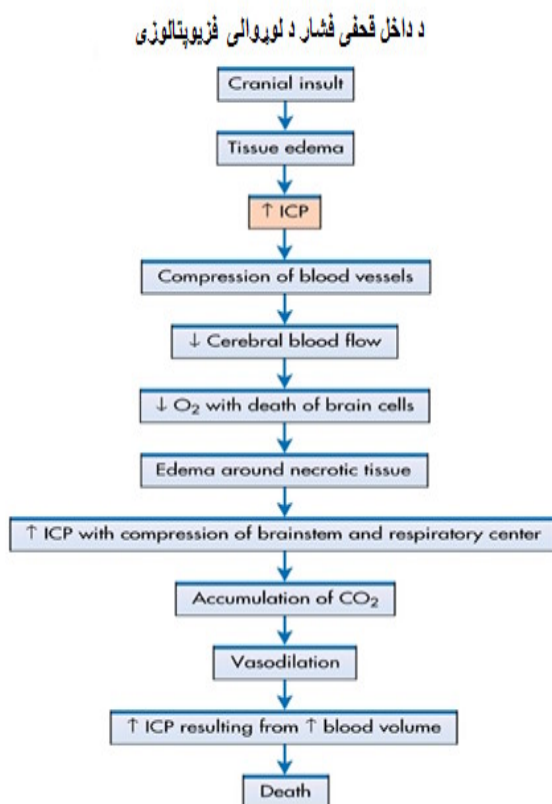 د داخل قحفی فشار د لوړوالی فزیوپتالوزی
Cranial insult
Tissue edema
↑ ICP
Compression of blood vessels
↓ Cerebral blood flow
↓ O₂ with death of brain cells
Edema around necrotic tissue
↑ ICP with compression of brainstem and respiratory center
Accumulation of CO₂
Vasodilation
↑ ICP resulting from ↑ blood volume
Death